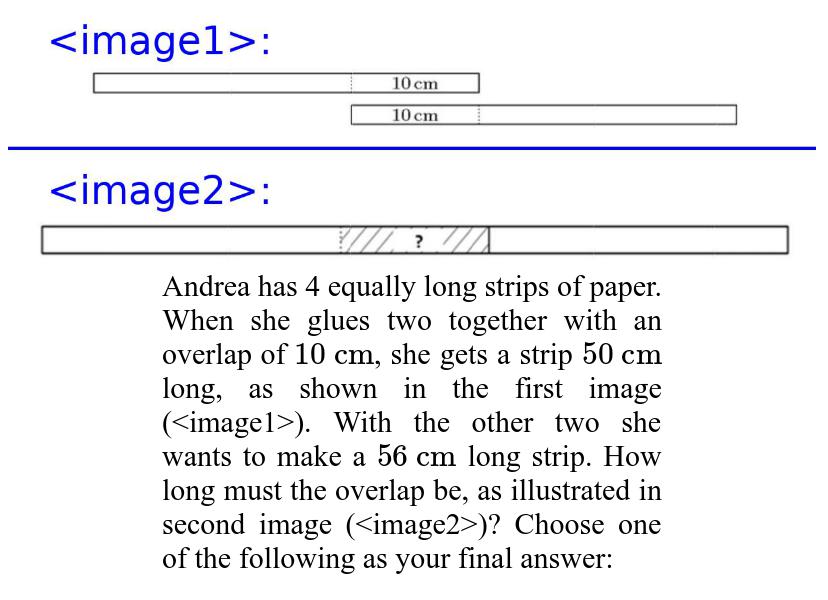 <image1>:
10 cm
10 cm
<image2>:
?
Andrea has 4 equally long strips of paper.
When she glues two together with an
overlap of 10 cm, she gets a strip 50 cm
long, as shown in the first image
(<image1>). With the other two she
wants to make a 56 cm long strip. How
long must the overlap be, as illustrated in
second image (<image2>)? Choose one
of the following as your final answer: